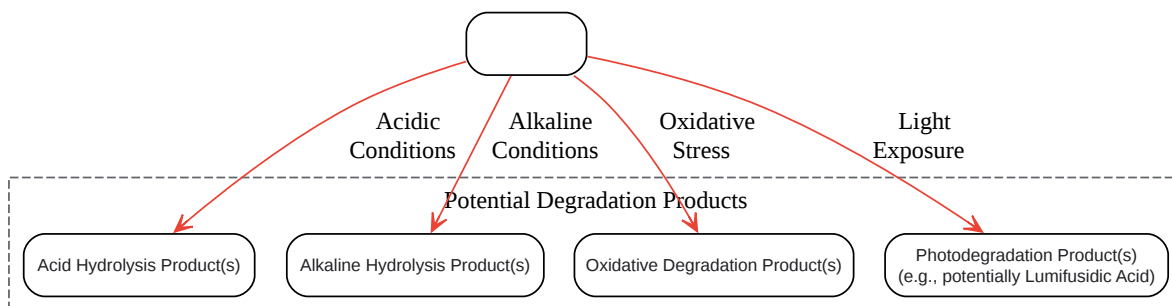 Acidic
Conditions
Alkaline
Conditions
Oxidative
Stress
Light
Exposure
Potential Degradation Products
Acid Hydrolysis Product(s)
Alkaline Hydrolysis Product(s)
Oxidative Degradation Product(s)
Photodegradation Product(s)
(e.g., potentially Lumifusidic Acid)